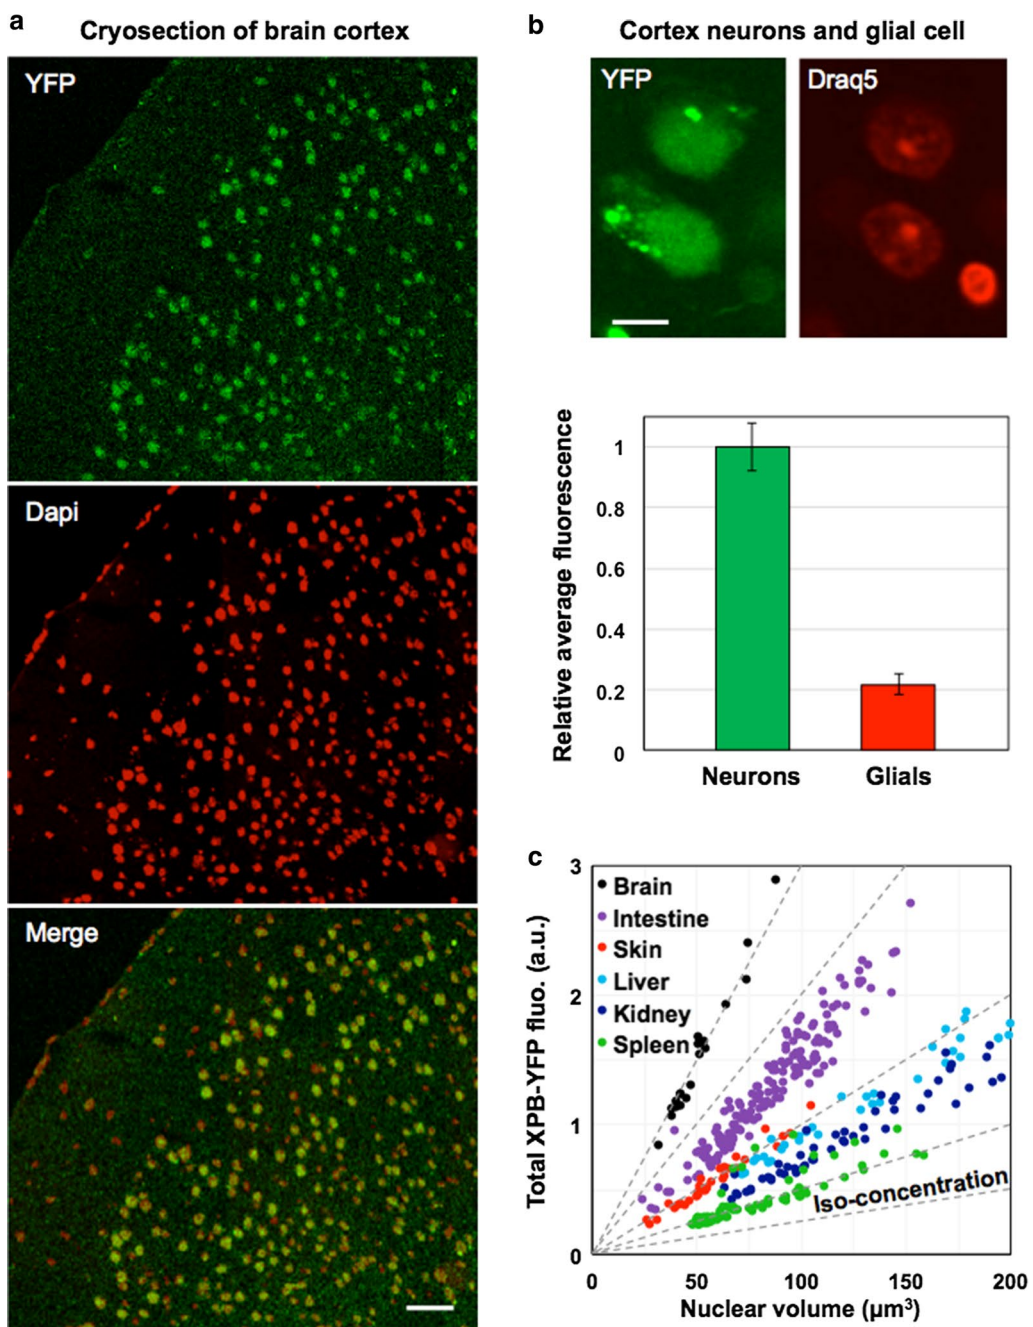 a
Cryosection of brain cortex
YFP
Dapi
Merge
b
Cortex neurons and glial cell
YFP
Draq5
Relative average fluorescence
1
0.8
0.6
0.4
0.2
0
Neurons
Glials
c
Total XPB-YFP fluo. (a.u.)
3
2
1
0
Brain
Intestine
Skin
Liver
Kidney
Spleen
Iso-concentration
0
50
100
150
200
Nuclear volume (µm³)